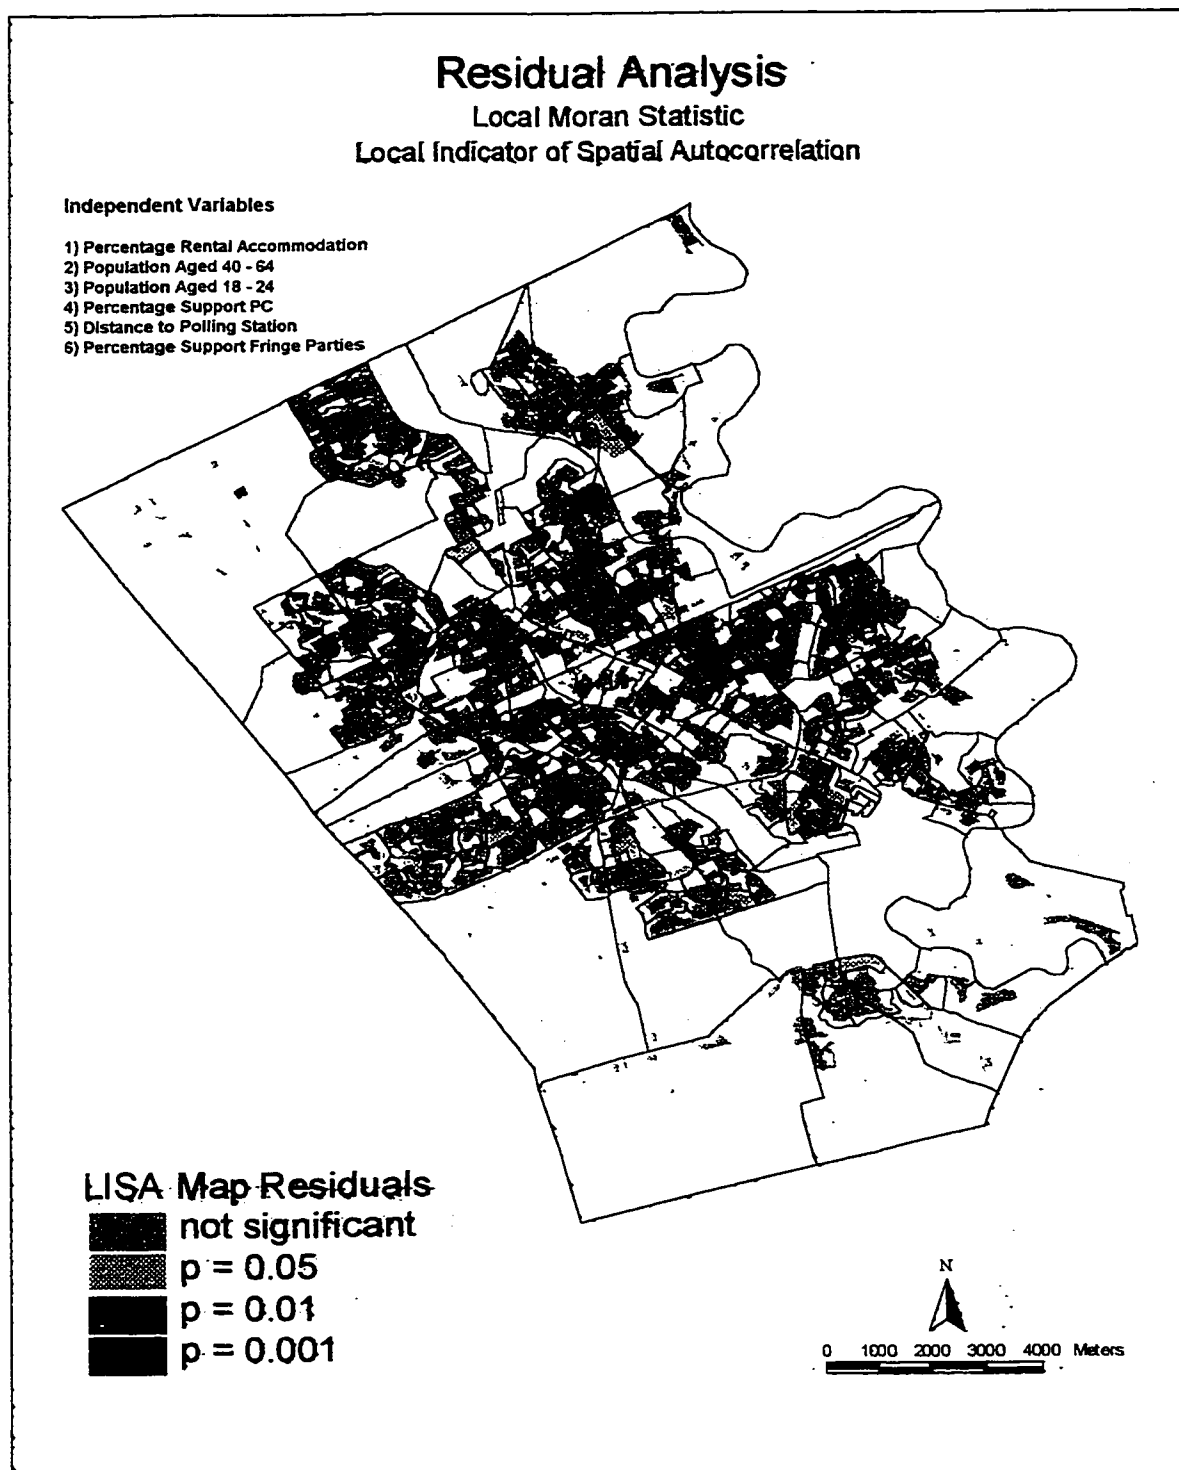 Residual Analysis
Local Moran Statistic
Local Indicator of Spatial Autocorrelation
Independent Variables
1) Percentage Rental Accommodation
2) Population Aged 40 - 64
3) Population Aged 18 - 24
4) Percentage Support PC
5) Distance to Polling Station
6) Percentage Support Fringe Parties
LISA Map Residuals
not significant
p = 0.05
p = 0.01
p = 0.001
N
0 1000 2000 3000 4000 Meters